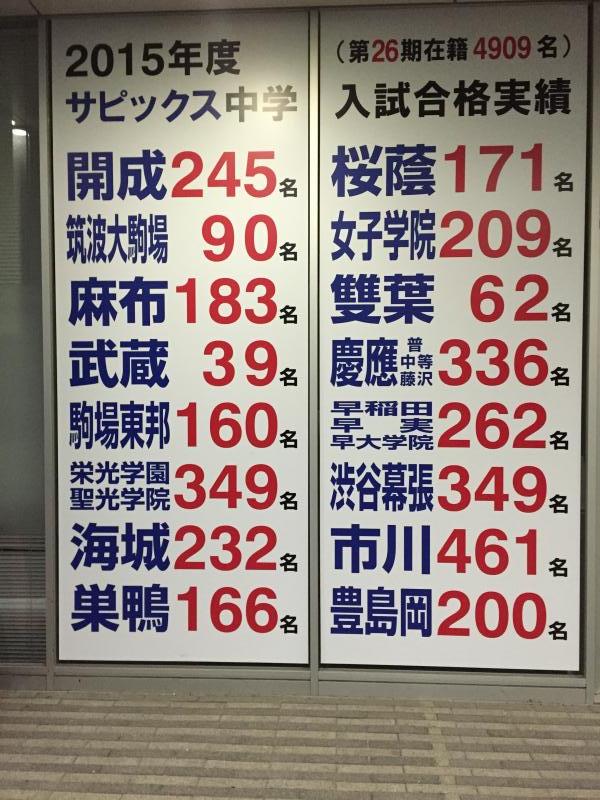 2015年度
サピックス中学
開成245名
筑波大駒場 90名
麻布183名
武蔵 39名
駒場東邦160名
栄光学園
聖光学院349名
海城232名
巣鴨166名
(第26期在籍4909名)
入試合格実績
桜蔭171名
女子学院209名
雙葉 62名
慶應普中等藤沢336名
早稲田
早実
早大学院262名
渋谷幕張349名
市川461名
豊島岡200名